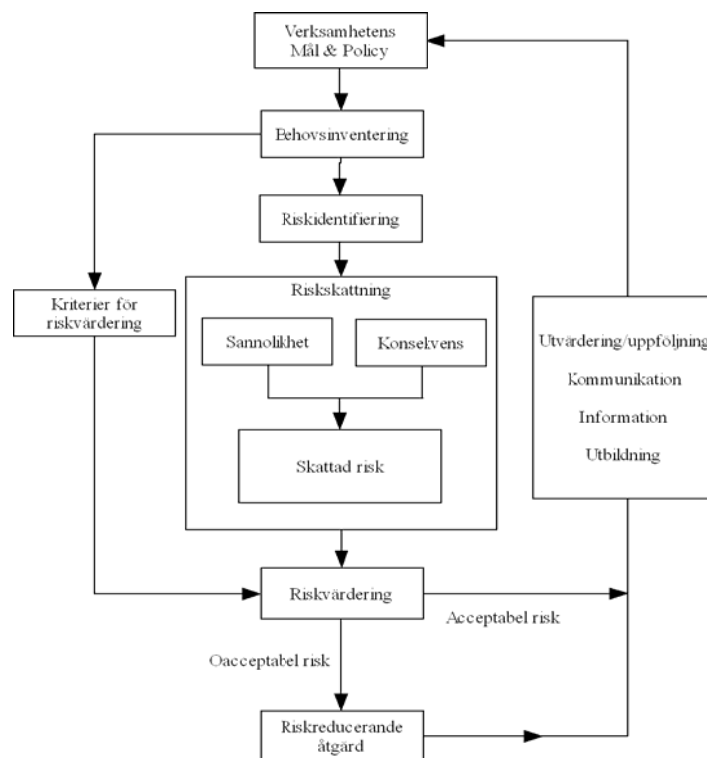 Verksamhetens
Mål & Policy
Behovsinventering
Riskidentifiering
Riskskattning
Kriterier för
riskvärdering
Sannolikhet
Konsekvens
Skattad risk
Utvärdering/uppföljning
Kommunikation
Information
Utbildning
Riskvärdering
Acceptabel risk
Oacceptabel risk
Riskreducerande
åtgärd